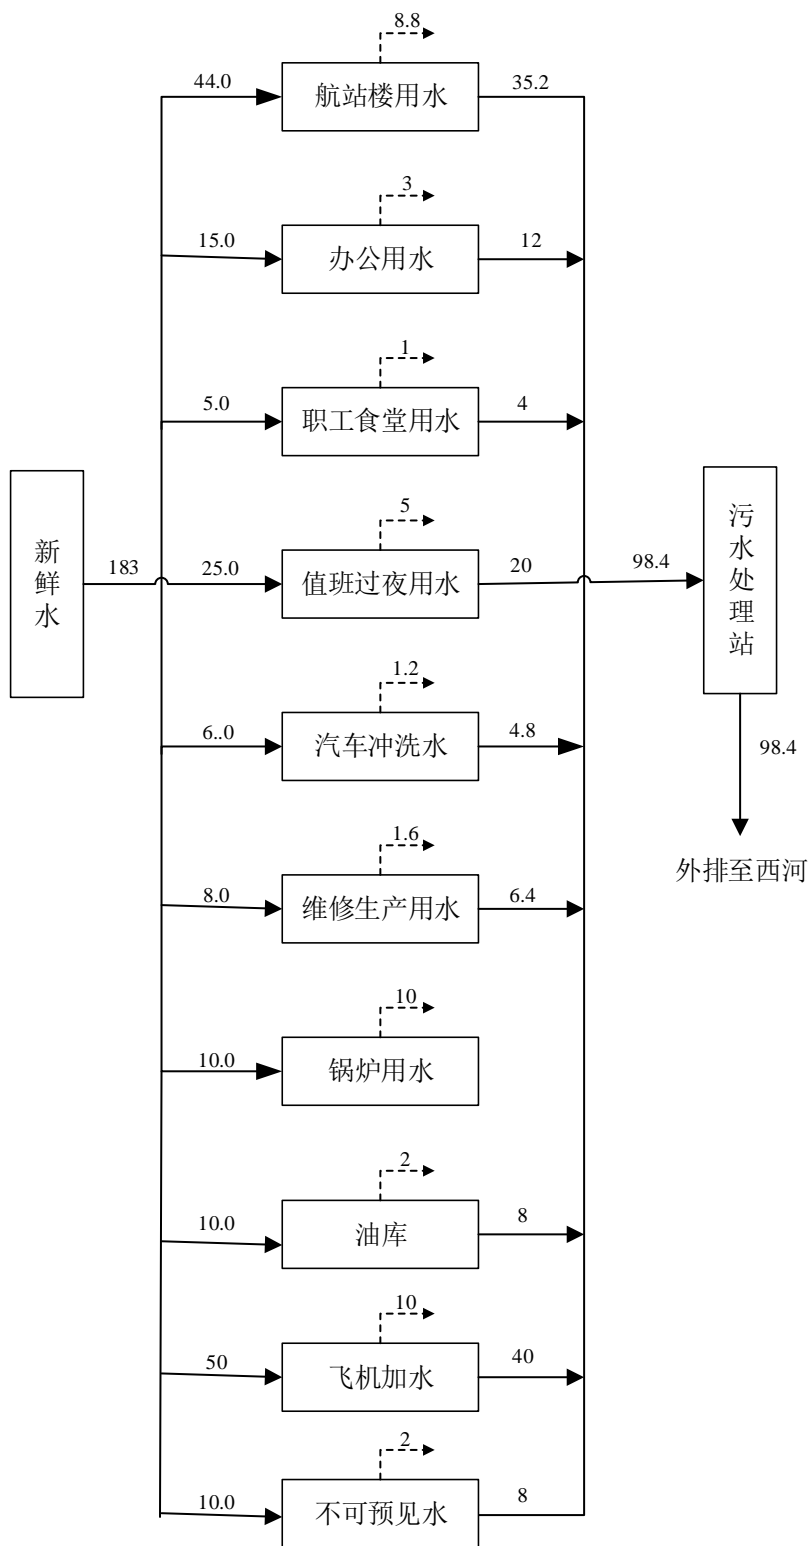 8.8
44.0
航站楼用水
35.2
3
15.0
办公用水
12
1
5.0
职工食堂用水
4
新鲜水
183
5
25.0
值班过夜用水
20
98.4
污水处理站
1.2
6..0
汽车冲洗水
4.8
98.4
外排至西河
1.6
8.0
维修生产用水
6.4
10
10.0
锅炉用水
2
10.0
油库
8
10
50
飞机加水
40
2
10.0
不可预见水
8